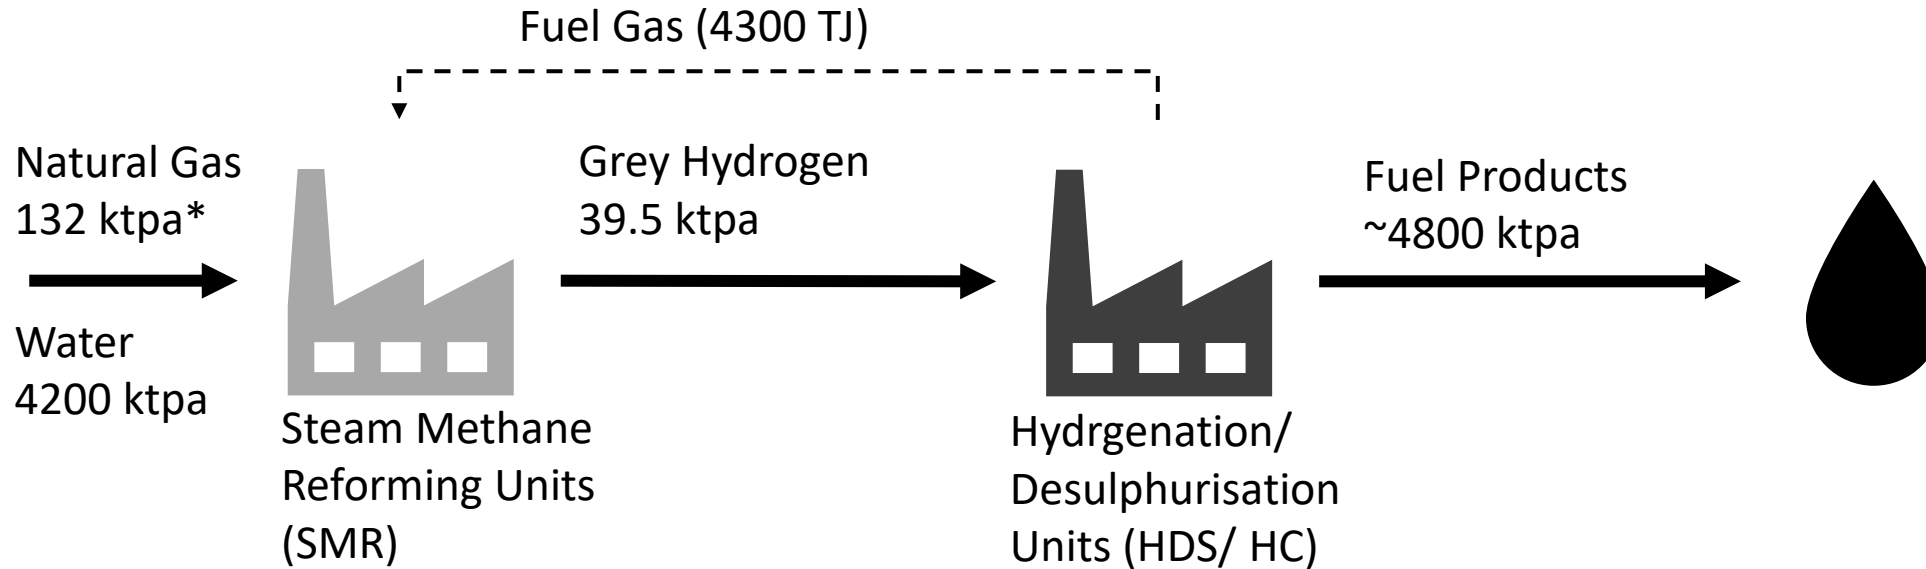 Fuel Gas (4300 TJ)
Natural Gas
132 ktpa*
Water
4200 ktpa
Steam Methane
Reforming Units
(SMR)
Grey Hydrogen
39.5 ktpa
Hydrgenation/
Desulphurisation
Units (HDS/ HC)
Fuel Products
~4800 ktpa